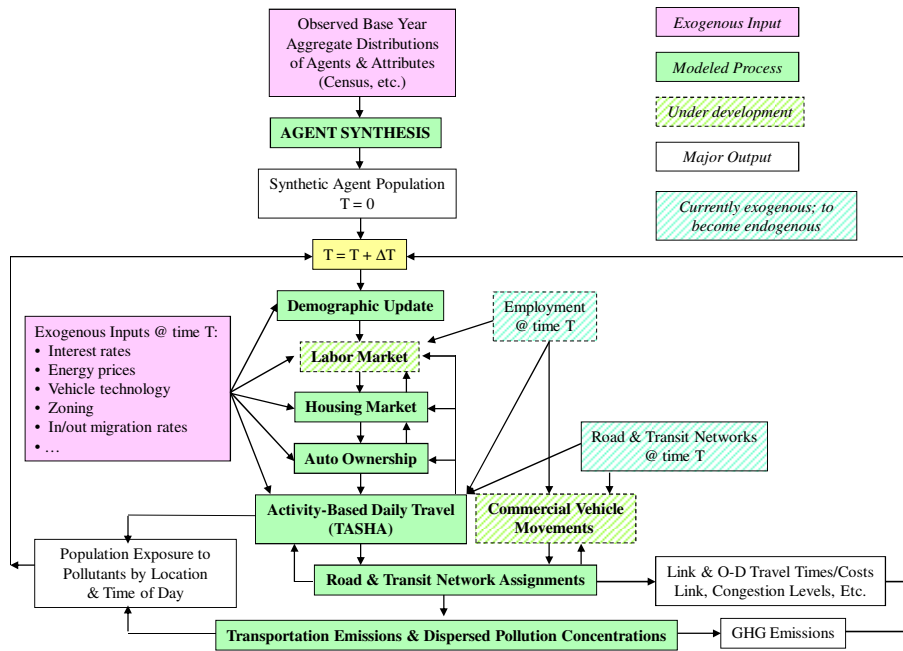 Observed Base Year
Aggregate Distributions
of Agents & Attributes
(Census, etc.)
AGENT SYNTHESIS
Synthetic Agent Population
T = 0
T = T + ΔT
Demographic Update
Labor Market
Housing Market
Auto Ownership
Activity-Based Daily Travel
(TASHA)
Road & Transit Network Assignments
Transportation Emissions & Dispersed Pollution Concentrations
Exogenous Inputs @ time T:
• Interest rates
• Energy prices
• Vehicle technology
• Zoning
• In/out migration rates
• …
Population Exposure to
Pollutants by Location
& Time of Day
Employment
@ time T
Road & Transit Networks
@ time T
Commercial Vehicle
Movements
Link & O-D Travel Times/Costs
Link, Congestion Levels, Etc.
GHG Emissions
Exogenous Input
Modeled Process
Under development
Major Output
Currently exogenous; to
become endogenous